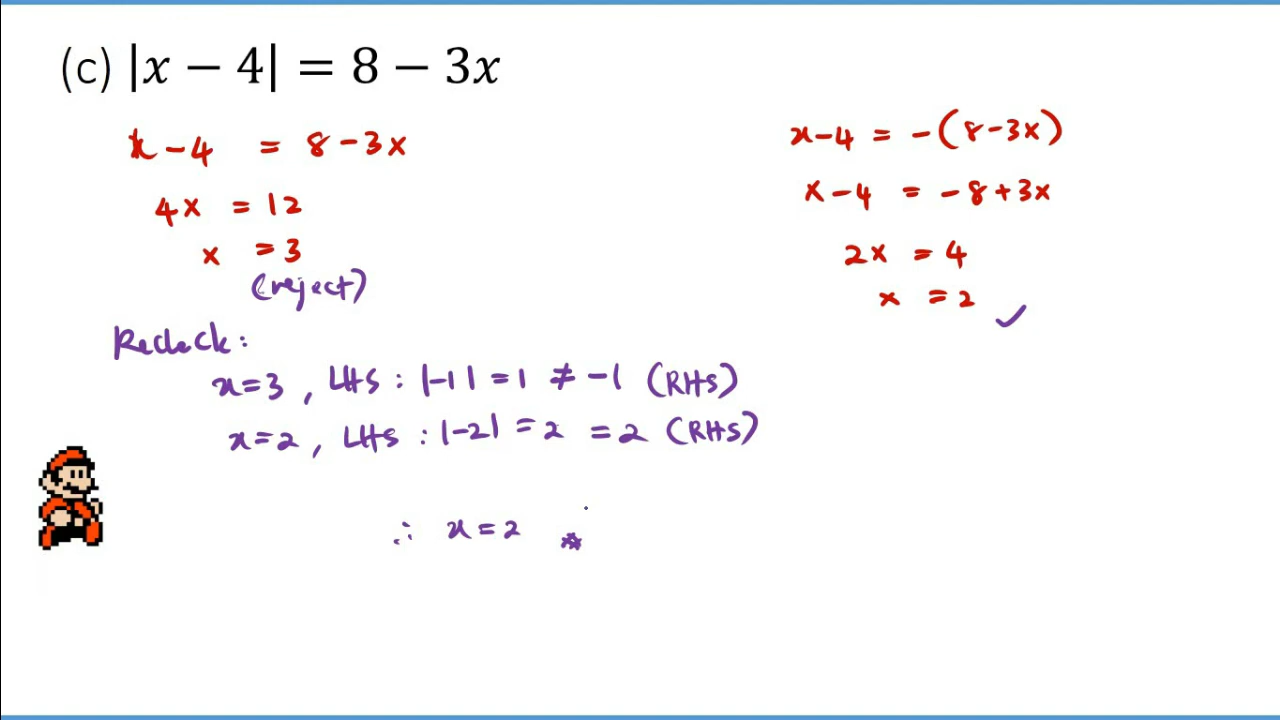 (c) |x − 4| = 8 − 3x
x − 4 = 8 − 3x
4x = 12
x = 3
(reject)
x − 4 = −(8 − 3x)
x − 4 = −8 + 3x
2x = 4
x = 2 ✓
Recheck:
x = 3 , LHS : |−1| = 1 ≠ −1 (RHS)
x = 2 , LHS : |−2| = 2 = 2 (RHS)
∴ x = 2